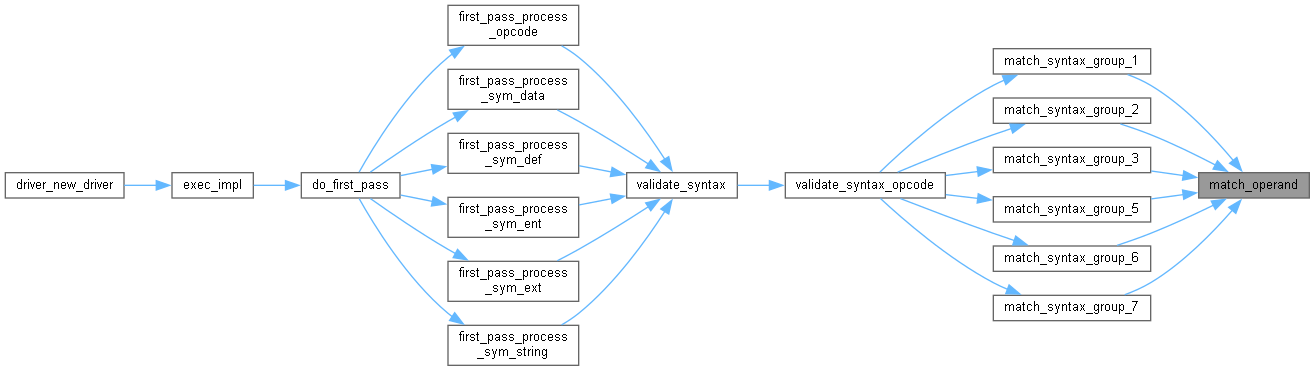 driver_new_driver
exec_impl
do_first_pass
first_pass_process
_opcode
first_pass_process
_sym_data
first_pass_process
_sym_def
first_pass_process
_sym_ent
first_pass_process
_sym_ext
first_pass_process
_sym_string
validate_syntax
validate_syntax_opcode
match_syntax_group_1
match_syntax_group_2
match_syntax_group_3
match_syntax_group_5
match_syntax_group_6
match_syntax_group_7
match_operand